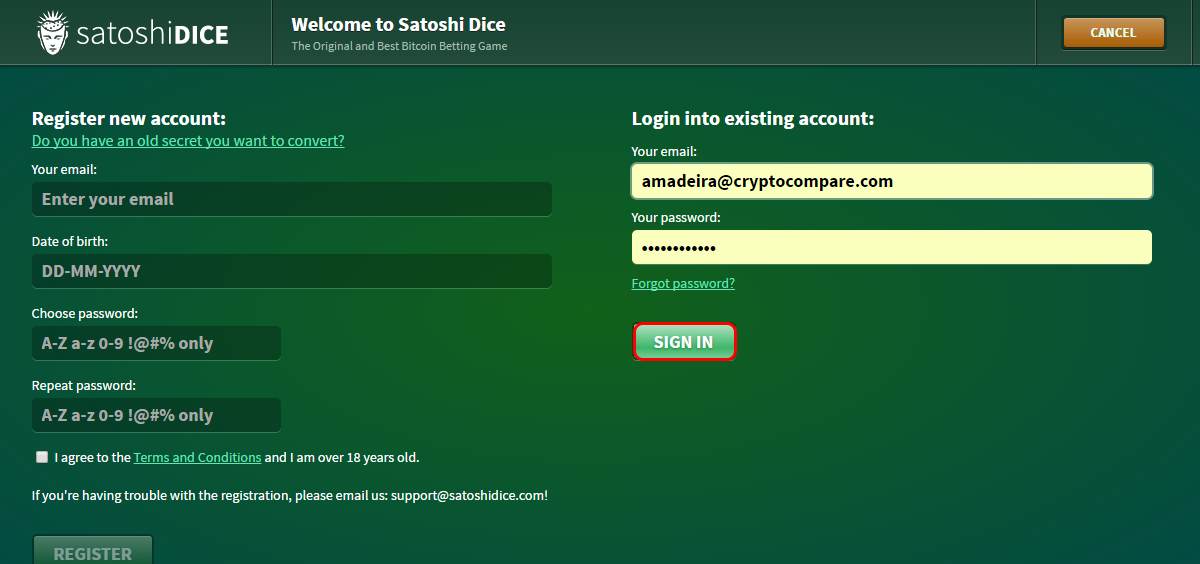 satoshiDICE
Welcome to Satoshi Dice
The Original and Best Bitcoin Betting Game
CANCEL
Register new account:
Do you have an old secret you want to convert?
Your email:
Enter your email
Date of birth:
DD-MM-YYYY
Choose password:
A-Z a-z 0-9 !@#% only
Repeat password:
A-Z a-z 0-9 !@#% only
I agree to the Terms and Conditions and I am over 18 years old.
If you're having trouble with the registration, please email us: support@satoshidice.com!
REGISTER
Login into existing account:
Your email:
amadeira@cryptocompare.com
Your password:
••••••••••••
Forgot password?
SIGN IN